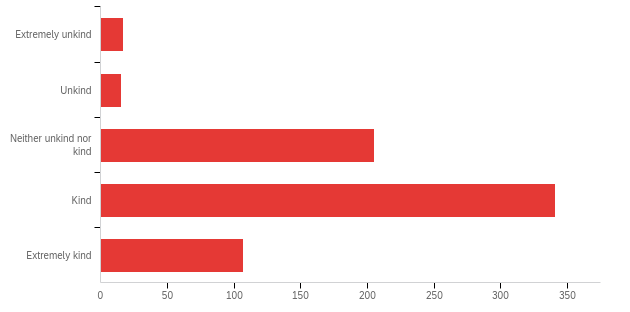 Extremely unkind
Unkind
Neither unkind nor
kind
Kind
Extremely kind
0 50 100 150 200 250 300 350